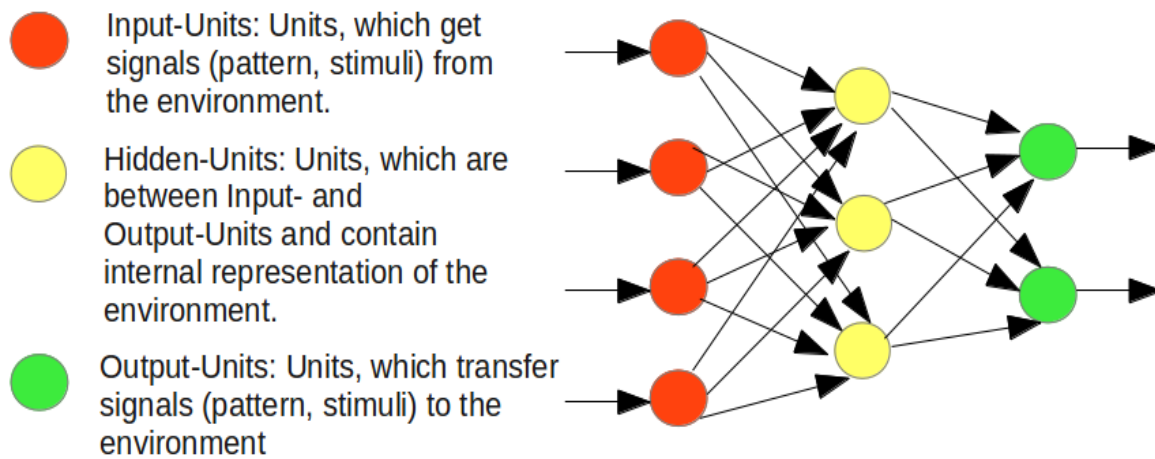 Input-Units: Units, which get
signals (pattern, stimuli) from
the environment.
Hidden-Units: Units, which are
between Input- and
Output-Units and contain
internal representation of the
environment.
Output-Units: Units, which transfer
signals (pattern, stimuli) to the
environment